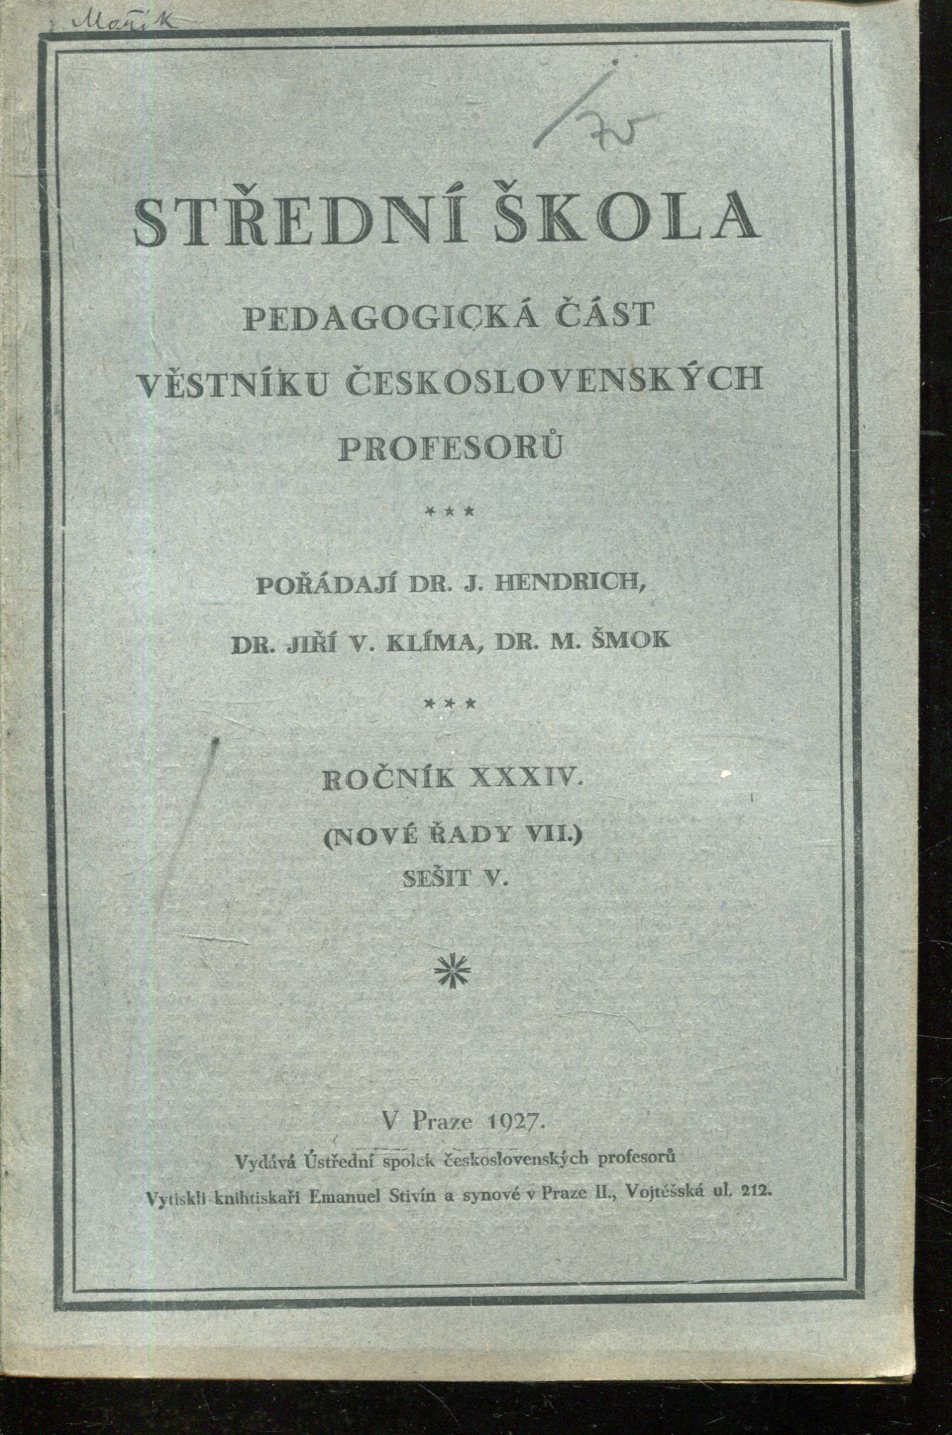 Mařík
STŘEDNÍ ŠKOLA
PEDAGOGICKÁ ČÁST
VĚSTNÍKU ČESKOSLOVENSKÝCH
PROFESORŮ
***
POŘÁDAJÍ DR. J. HENDRICH,
DR. JIŘÍ V. KLÍMA, DR. M. ŠMOK
***
ROČNÍK XXXIV.
(NOVÉ ŘADY VII.)
SEŠIT V.
*
V Praze 1927.
Vydává Ústřední spolek československých profesorů
Vytiskli knihtiskaři Emanuel Stivín a synové v Praze II., Vojtěšská ul. 212.